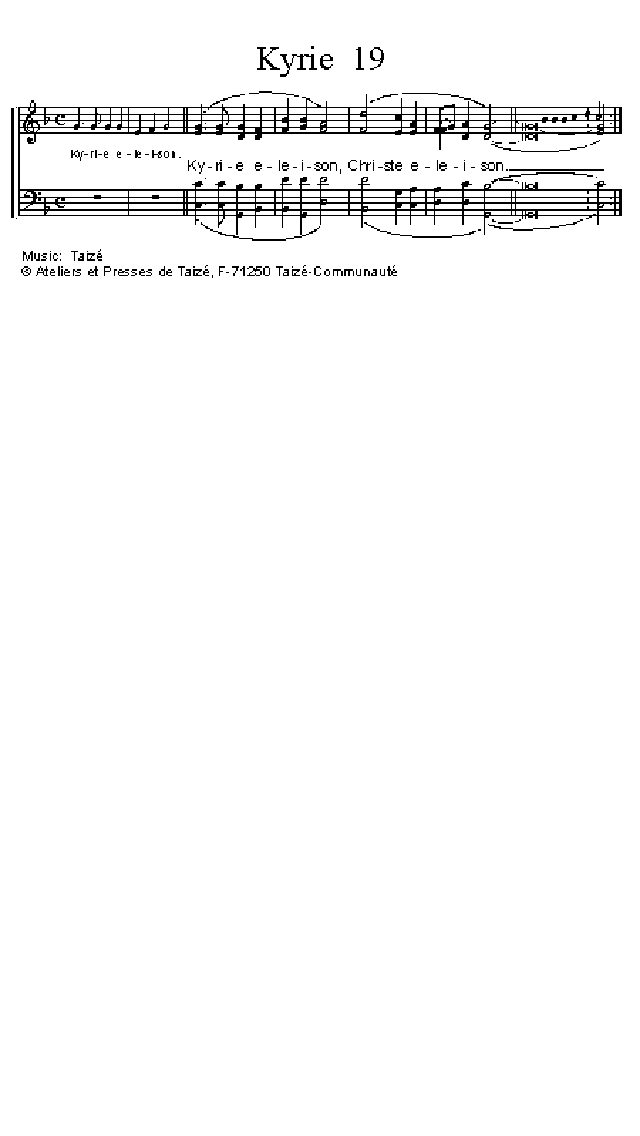 Kyrie 19
Ky-ri-e e-le-i-son.
Ky-ri-e e-le-i-son, Chri-ste e-le-i-son.
Music: Taizé
® Ateliers et Presses de Taizé, F-71250 Taizé-Communauté